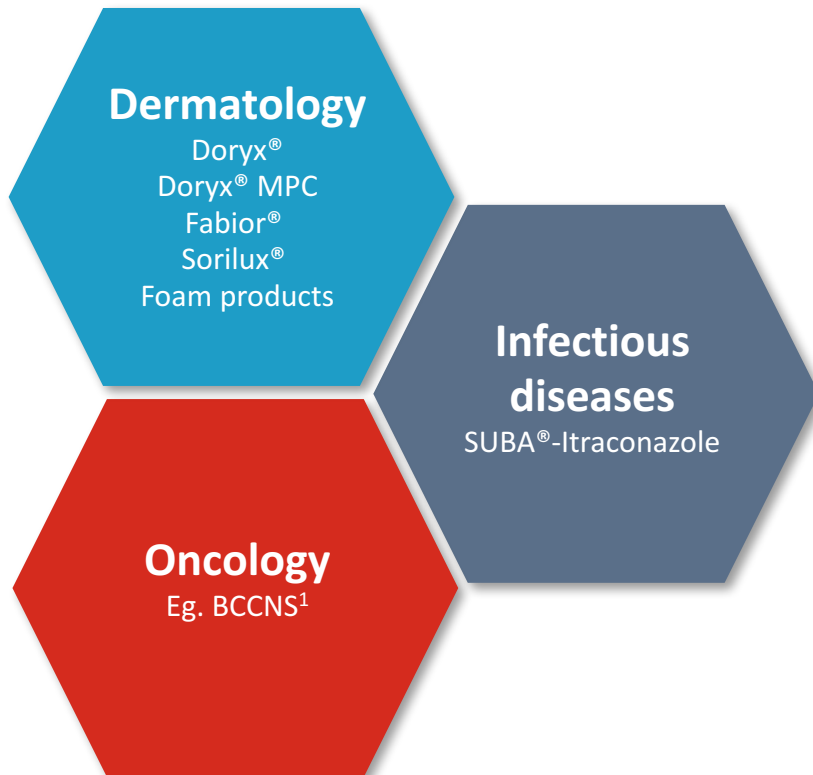 Dermatology
Doryx®
Doryx® MPC
Fabior®
Sorilux®
Foam products
Infectious
diseases
SUBA®-Itraconazole
Oncology
Eg. BCCNS¹